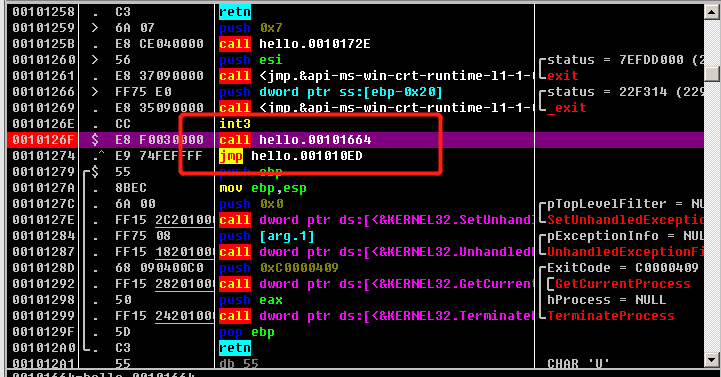 00101258 . C3 retn
00101259 > 6A 07 push 0x7
0010125B . E8 CE040000 call hello.0010172E
00101260 > 56 push esi status = 7EFDD000 (2
00101261 . E8 37090000 call <jmp.&api-ms-win-crt-runtime-l1-1- exit
00101266 > FF75 E0 push dword ptr ss:[ebp-0x20] status = 22F314 (229
00101269 . E8 35090000 call <jmp.&api-ms-win-crt-runtime-l1-1- _exit
0010126E . CC int3
0010126F $ E8 F0030000 call hello.00101664
00101274 .^ E9 74FEFFFF jmp hello.001010ED
00101279 $ 55 push ebp
0010127A . 8BEC mov ebp,esp
0010127C . 6A 00 push 0x0 pTopLevelFilter = NU
0010127E . FF15 2C20100 call dword ptr ds:[<&KERNEL32.SetUnhand SetUnhandledExceptio
00101284 . FF75 08 push [arg.1] pExceptionInfo = NUL
00101287 . FF15 1820100 call dword ptr ds:[<&KERNEL32.Unhandled UnhandledExceptionFi
0010128D . 68 090400C0 push 0xC0000409 ExitCode = C0000409
00101292 . FF15 2820100 call dword ptr ds:[<&KERNEL32.GetCurren GetCurrentProcess
00101298 . 50 push eax hProcess = NULL
00101299 . FF15 2420100 call dword ptr ds:[<&KERNEL32.Terminate TerminateProcess
0010129F . 5D pop ebp
001012A0 . C3 retn
001012A1 55 db 55 CHAR 'U'
00101664=hello.00101664